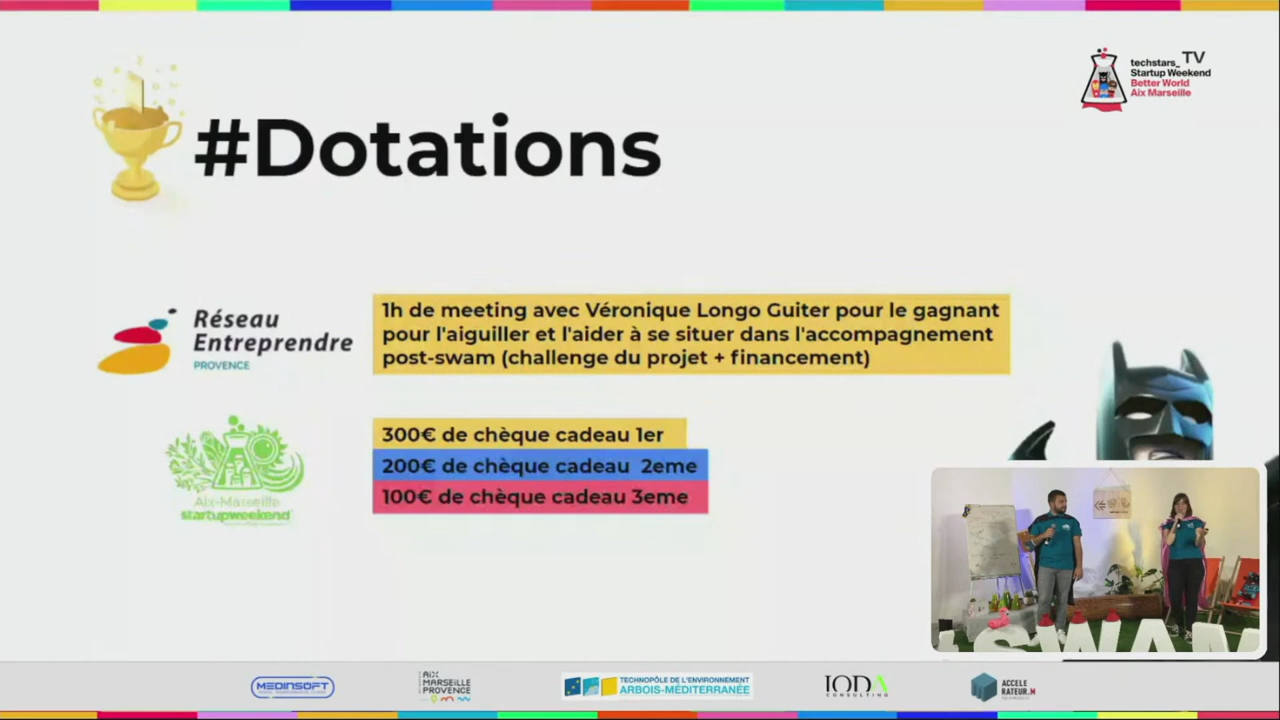 techstars_TV
Startup Weekend
Better World
Aix Marseille
#Dotations
Réseau
Entreprendre
PROVENCE
1h de meeting avec Véronique Longo Guiter pour le gagnant
pour l'aiguiller et l'aider à se situer dans l'accompagnement
post-swam (challenge du projet + financement)
Aix-Marseille
startupweekend
300€ de chèque cadeau 1er
200€ de chèque cadeau 2eme
100€ de chèque cadeau 3eme
SWAM
MEDINSOFT
AIX
MARSEILLE
PROVENCE
TECHNOPÔLE DE L'ENVIRONNEMENT
ARBOIS-MÉDITERRANÉE
IODA
CONSULTING
ACCELE
RATEUR.M